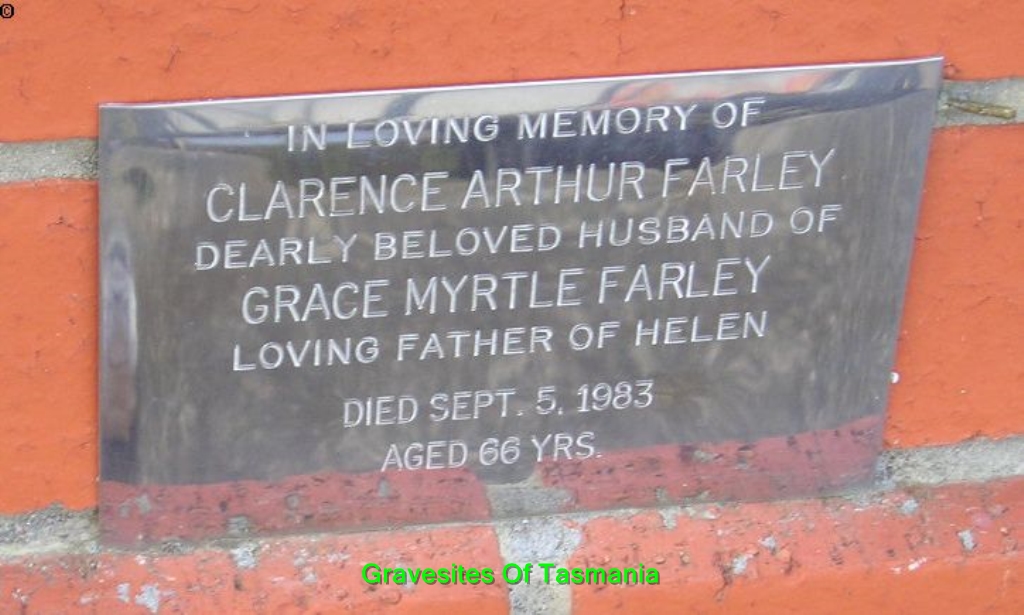 ©
IN LOVING MEMORY OF
CLARENCE ARTHUR FARLEY
DEARLY BELOVED HUSBAND OF
GRACE MYRTLE FARLEY
LOVING FATHER OF HELEN
DIED SEPT. 5, 1983
AGED 66 YRS.
Gravesites Of Tasmania